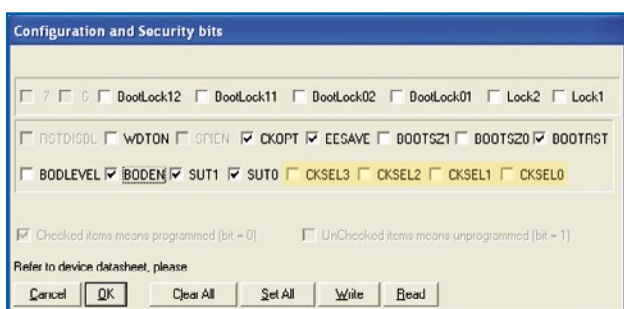 Configuration and Security bits
7 6 BootLock12 BootLock11 BootLock02 BootLock01 Lock2 Lock1
RSTDISBL WDTON SPIEN CKOPT EESAVE BOOTSZ1 BOOTSZ0 BOOTRST
BODLEVEL BODEN SUT1 SUT0 CKSEL3 CKSEL2 CKSEL1 CKSEL0
Checked items means programmed (bit = 0) UnChecked items means unprogrammed (bit = 1)
Refer to device datasheet, please
Cancel OK Clear All Set All Write Read